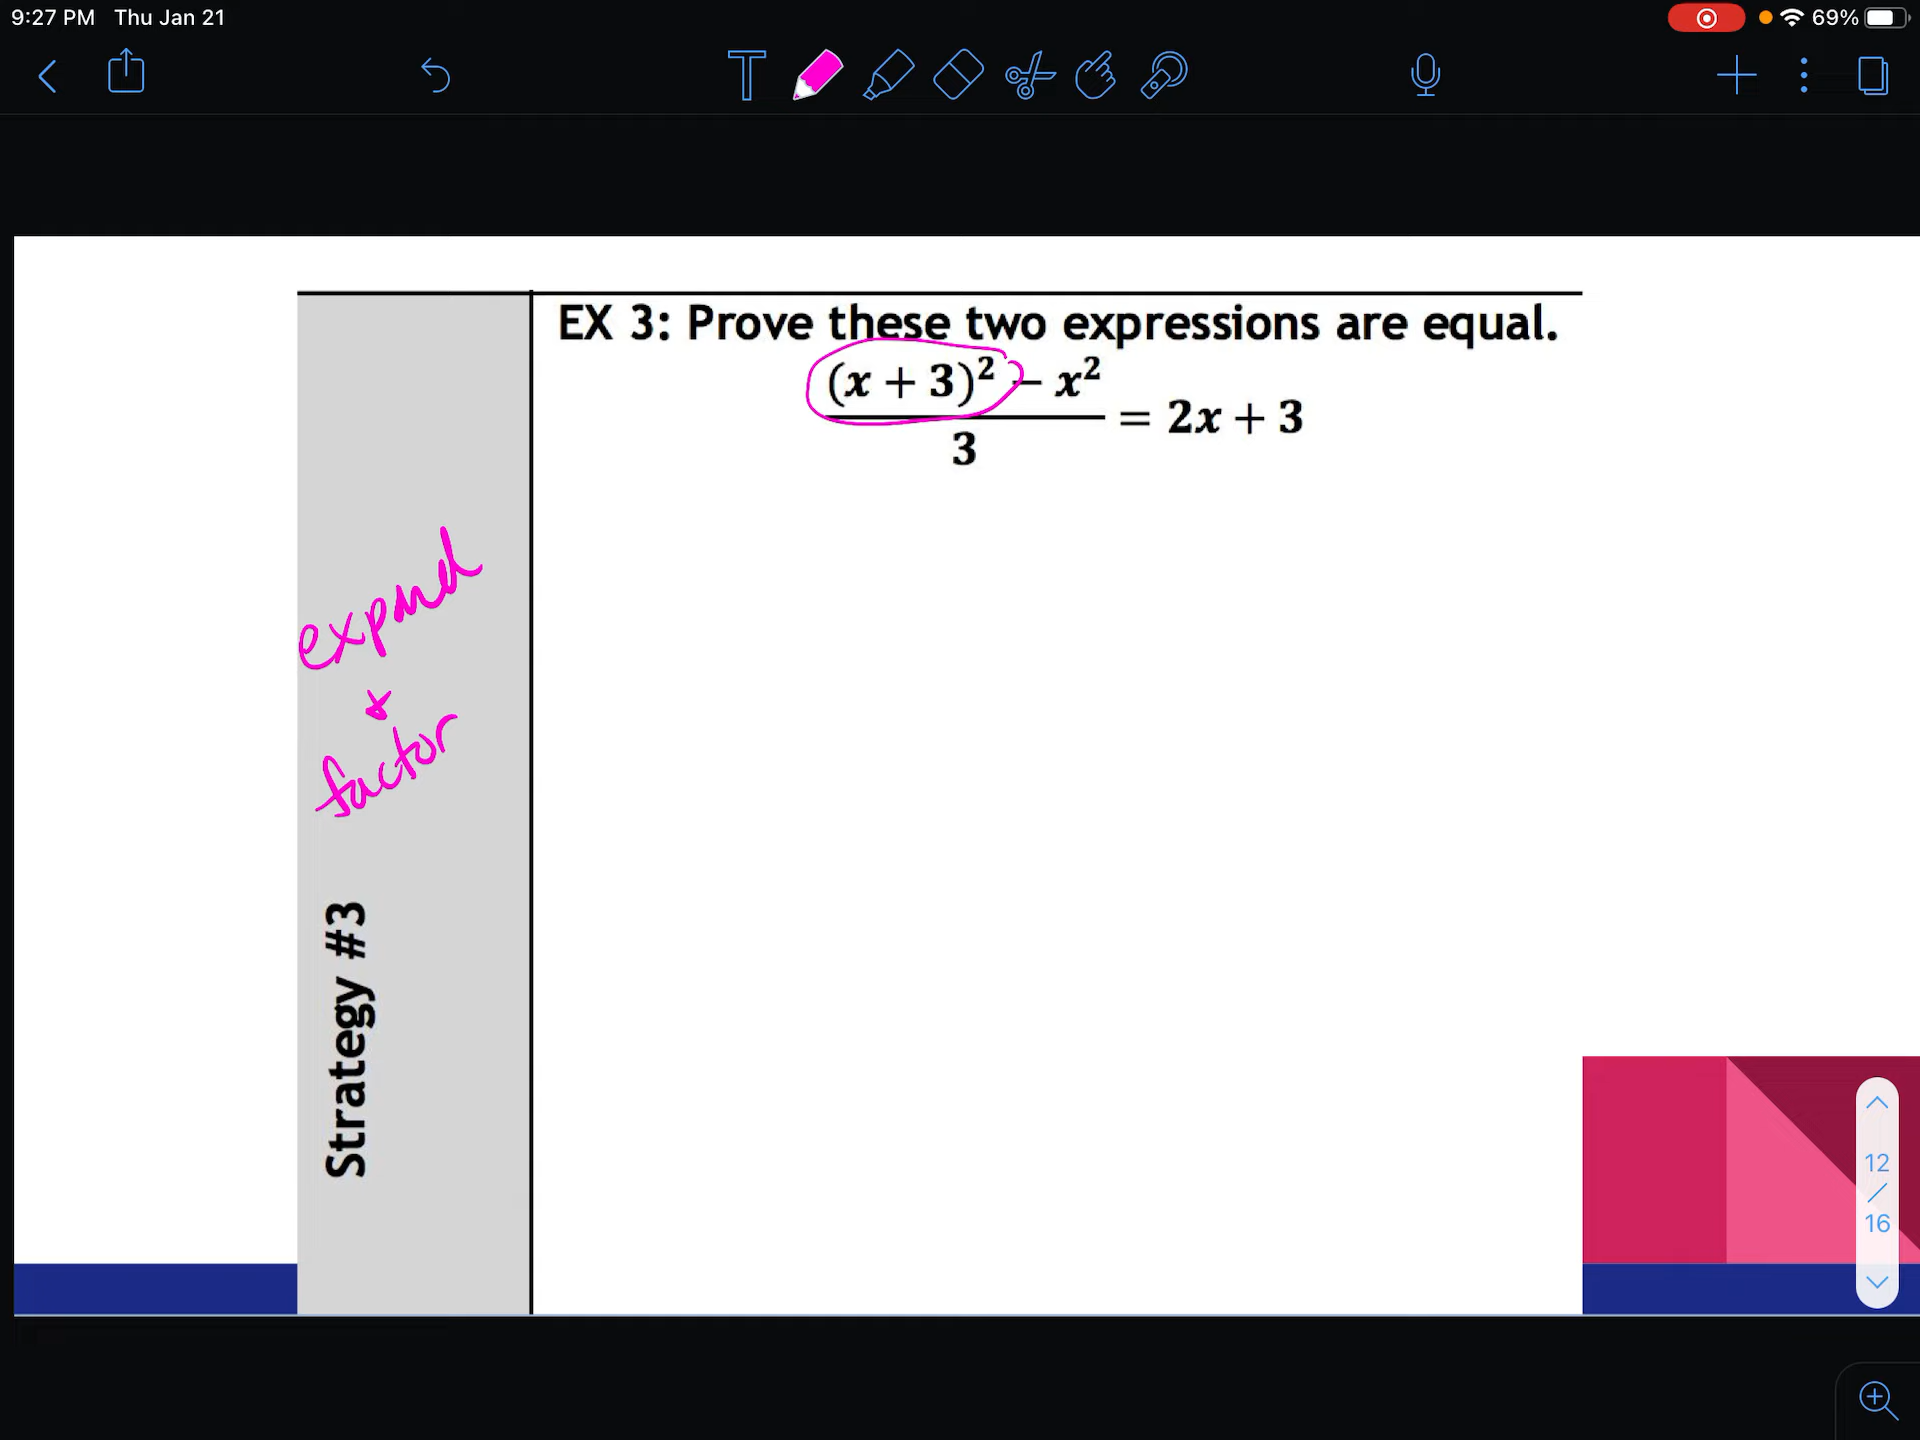 9:27 PM Thu Jan 21
69%
EX 3: Prove these two expressions are equal.
(x + 3)² − x²
3
= 2x + 3
expand
&
factor
Strategy #3
12
/
16